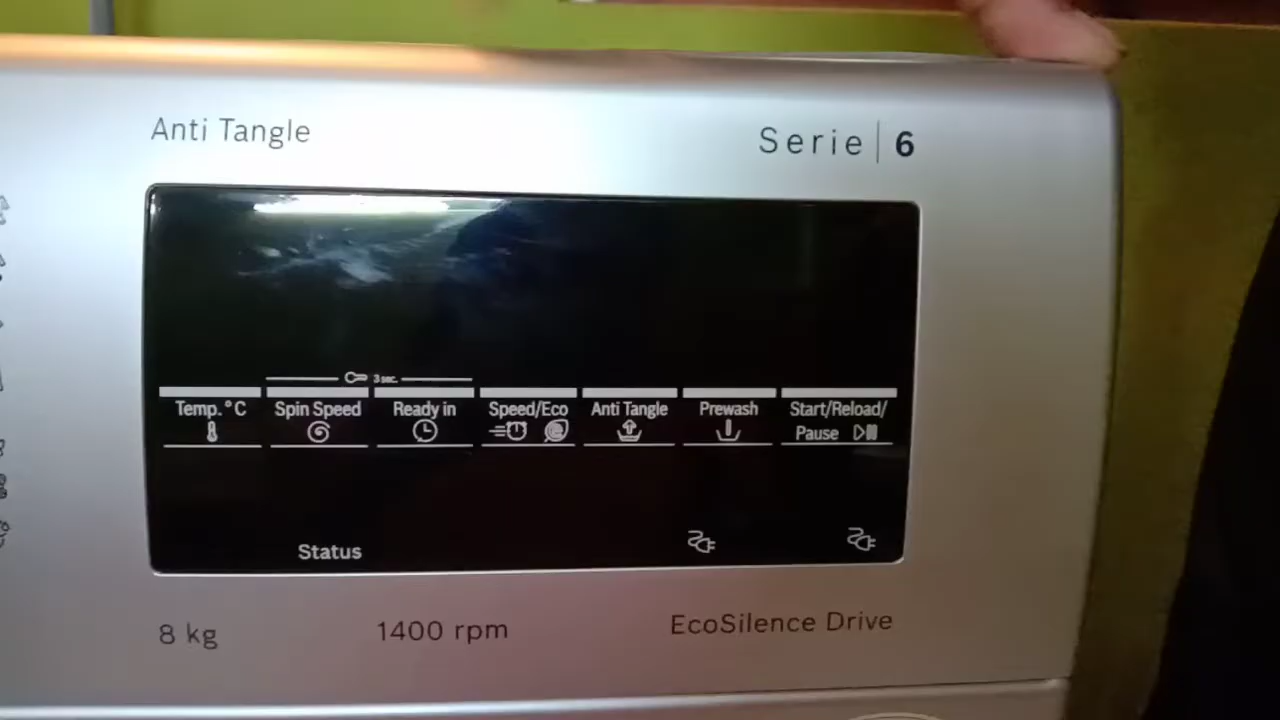 Anti Tangle
Serie | 6
3 sec.
Temp. °C
Spin Speed
Ready in
Speed/Eco
Anti Tangle
Prewash
Start/Reload/
Pause
Status
8 kg
1400 rpm
EcoSilence Drive